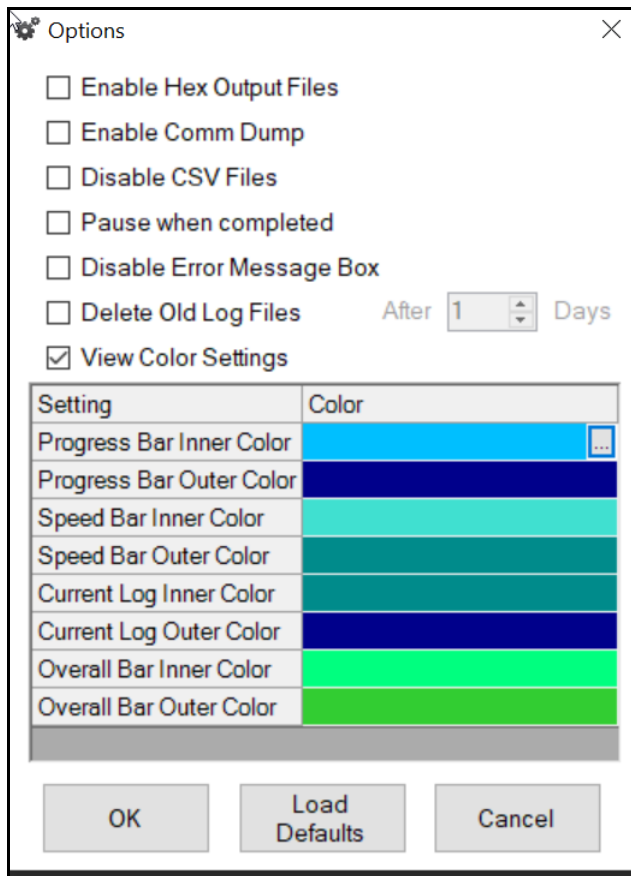 Options
Enable Hex Output Files
Enable Comm Dump
Disable CSV Files
Pause when completed
Disable Error Message Box
Delete Old Log Files After 1 Days
View Color Settings
Setting Color
Progress Bar Inner Color ...
Progress Bar Outer Color
Speed Bar Inner Color
Speed Bar Outer Color
Current Log Inner Color
Current Log Outer Color
Overall Bar Inner Color
Overall Bar Outer Color
OK
Load
Defaults
Cancel